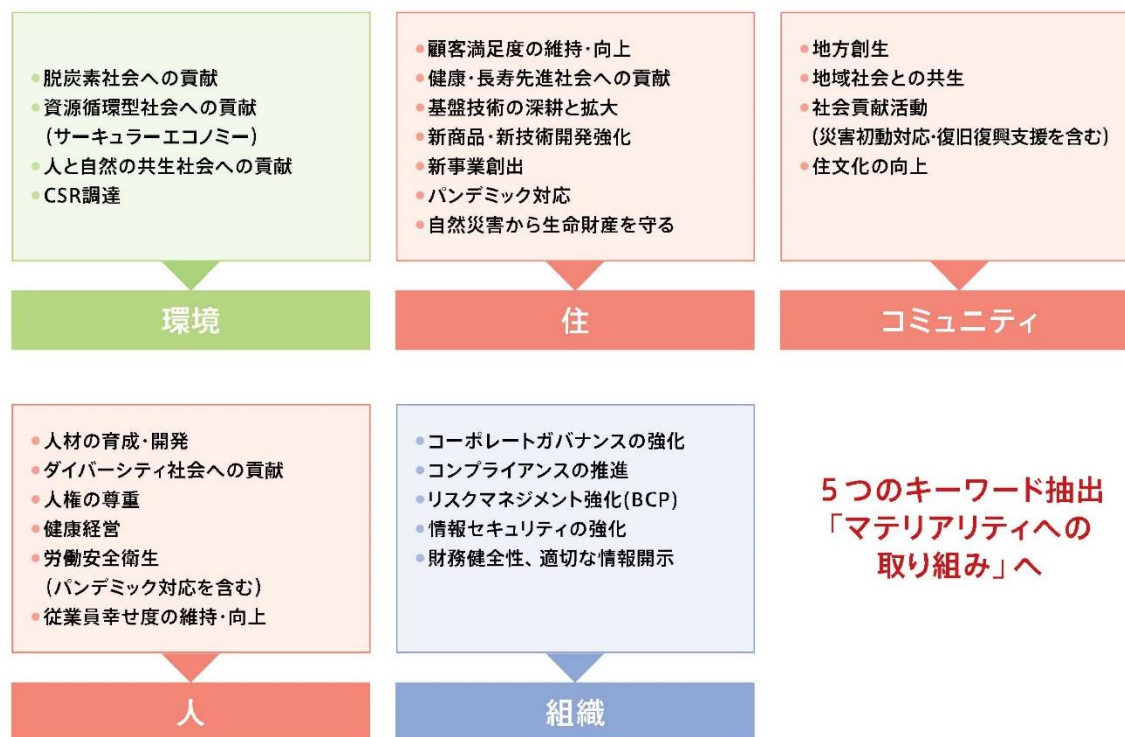 ● 脱炭素社会への貢献
● 資源循環型社会への貢献
(サーキュラーエコノミー)
● 人と自然の共生社会への貢献
● CSR調達
環境
● 顧客満足度の維持・向上
● 健康・長寿先進社会への貢献
● 基盤技術の深耕と拡大
● 新商品・新技術開発強化
● 新事業創出
● パンデミック対応
● 自然災害から生命財産を守る
住
● 地方創生
● 地域社会との共生
● 社会貢献活動
(災害初動対応・復旧復興支援を含む)
● 住文化の向上
コミュニティ
● 人材の育成・開発
● ダイバーシティ社会への貢献
● 人権の尊重
● 健康経営
● 労働安全衛生
(パンデミック対応を含む)
● 従業員幸せ度の維持・向上
人
● コーポレートガバナンスの強化
● コンプライアンスの推進
● リスクマネジメント強化(BCP)
● 情報セキュリティの強化
● 財務健全性、適切な情報開示
組織
5つのキーワード抽出
「マテリアリティへの
取り組み」へ